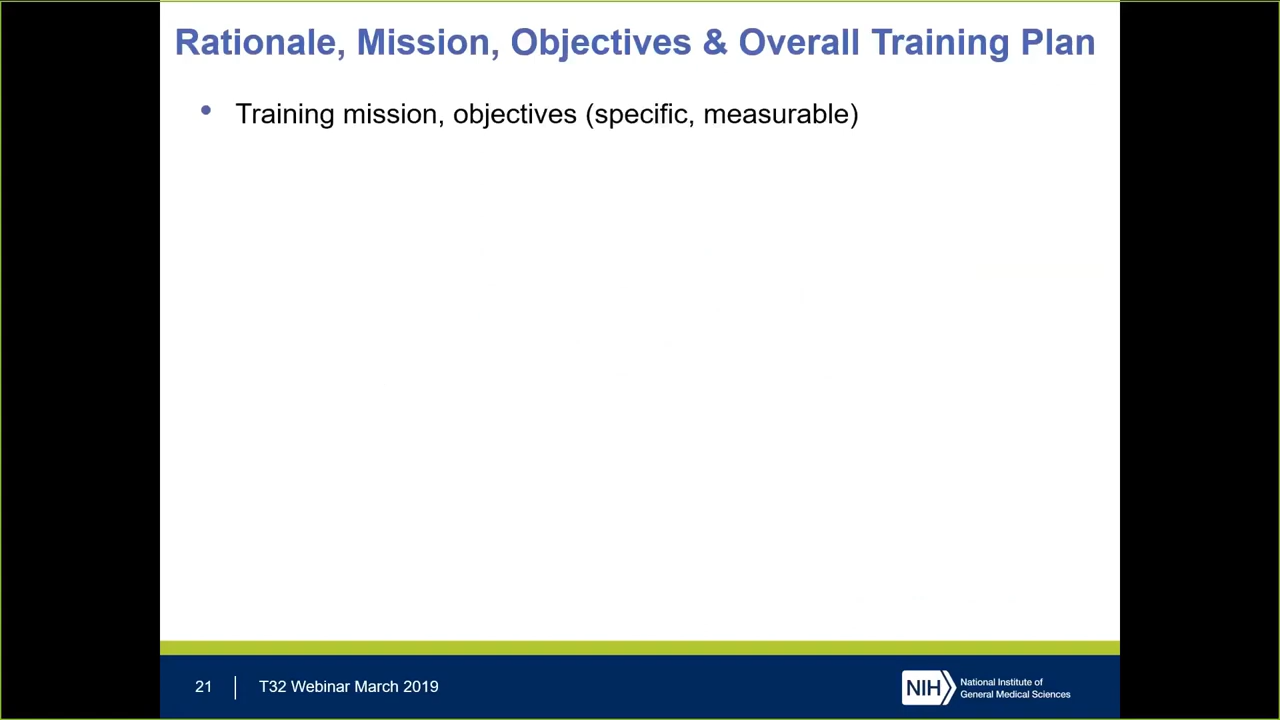 Rationale, Mission, Objectives & Overall Training Plan
• Training mission, objectives (specific, measurable)
21
T32 Webinar March 2019
NIH
National Institute of
General Medical Sciences